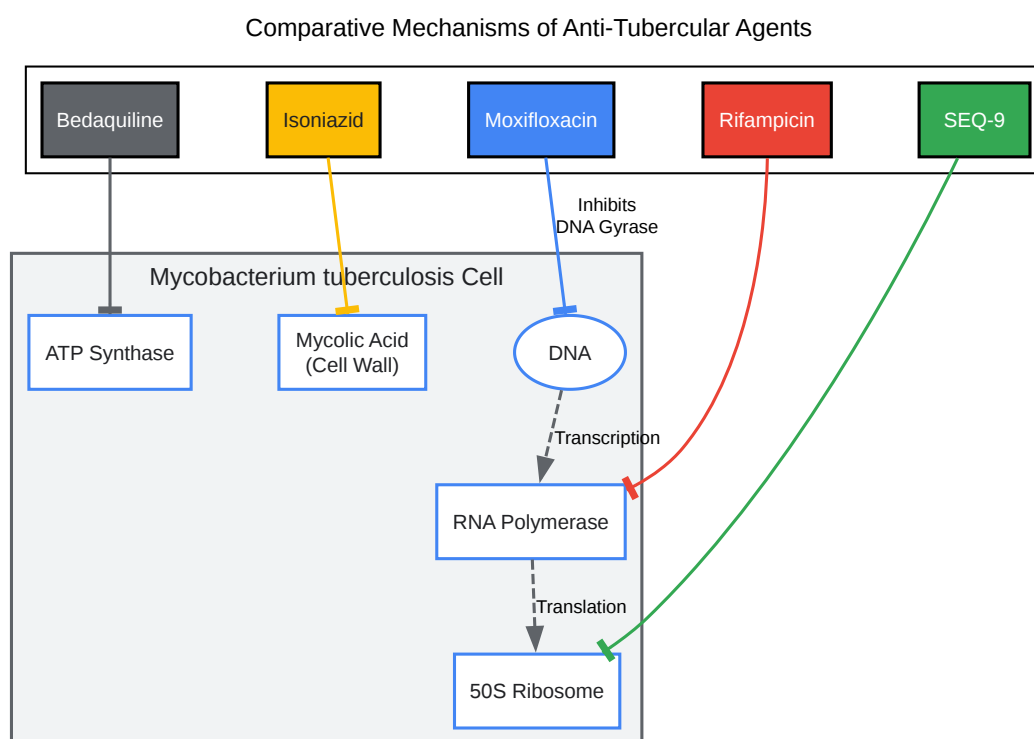 Comparative Mechanisms of Anti-Tubercular Agents
Bedaquiline
Isoniazid
Moxifloxacin
Rifampicin
SEQ-9
Inhibits
DNA Gyrase
Mycobacterium tuberculosis Cell
ATP Synthase
Mycolic Acid
(Cell Wall)
DNA
Transcription
RNA Polymerase
Translation
50S Ribosome